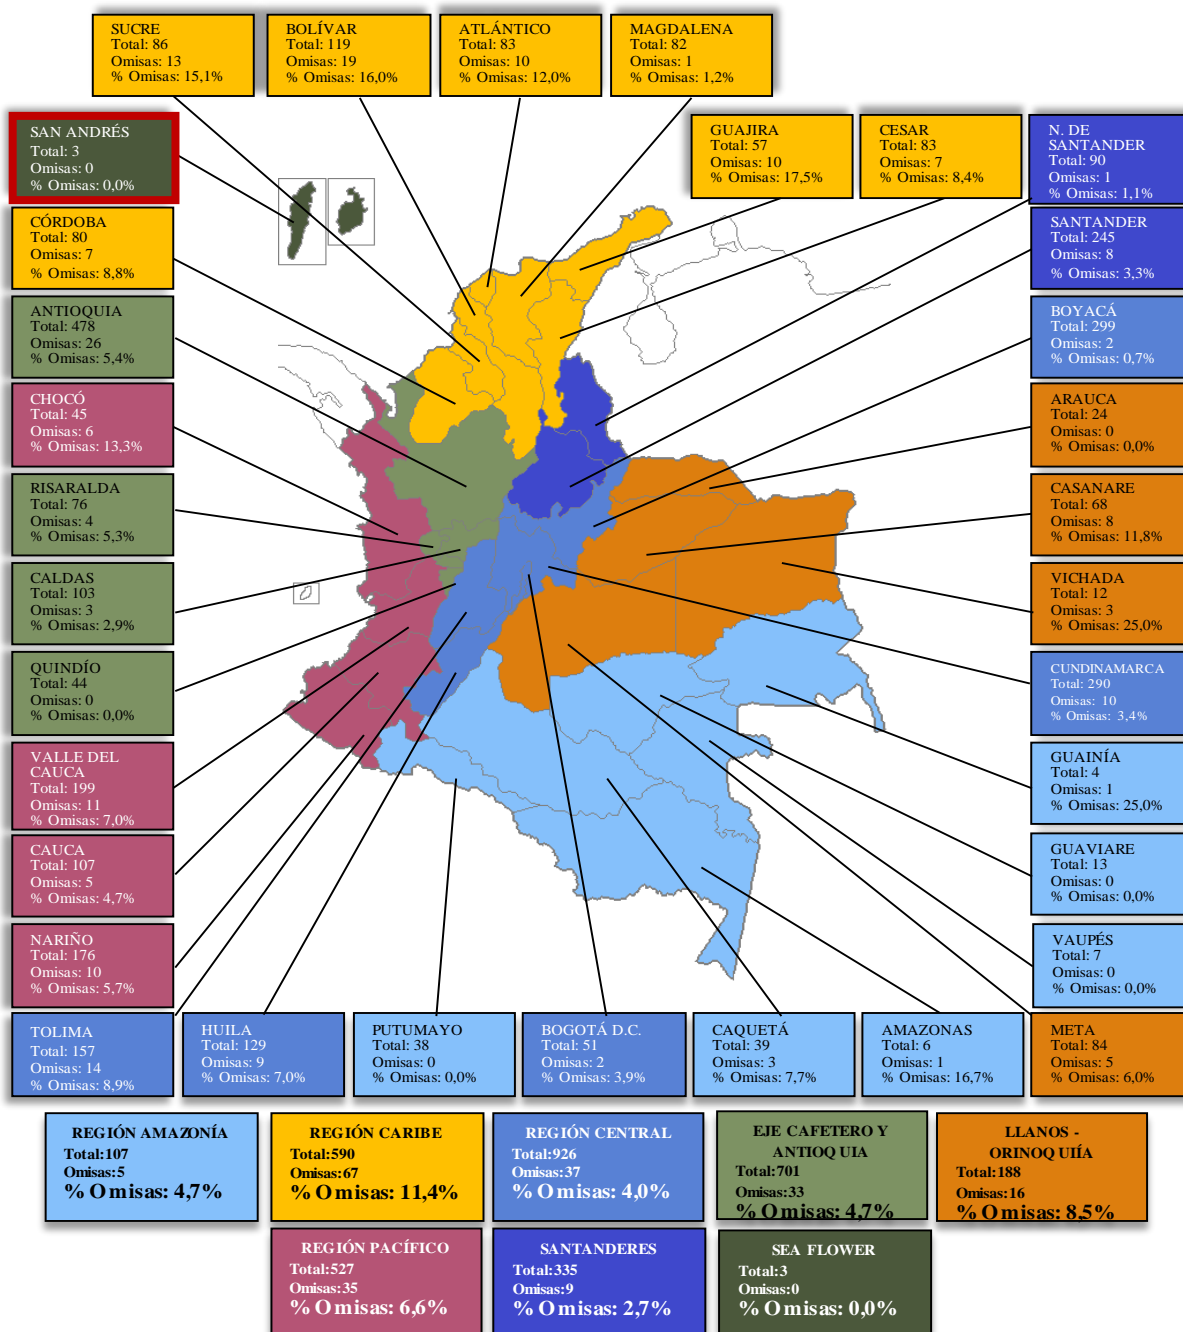 SUCRE
Total: 86
Omisas: 13
% Omisas: 15,1%
BOLÍVAR
Total: 119
Omisas: 19
% Omisas: 16,0%
ATLÁNTICO
Total: 83
Omisas: 10
% Omisas: 12,0%
MAGDALENA
Total: 82
Omisas: 1
% Omisas: 1,2%
SAN ANDRÉS
Total: 3
Omisas: 0
% Omisas: 0,0%
GUAJIRA
Total: 57
Omisas: 10
% Omisas: 17,5%
CESAR
Total: 83
Omisas: 7
% Omisas: 8,4%
N. DE
SANTANDER
Total: 90
Omisas: 1
% Omisas: 1,1%
CÓRDOBA
Total: 80
Omisas: 7
% Omisas: 8,8%
SANTANDER
Total: 245
Omisas: 8
% Omisas: 3,3%
ANTIOQUIA
Total: 478
Omisas: 26
% Omisas: 5,4%
BOYACÁ
Total: 299
Omisas: 2
% Omisas: 0,7%
CHOCÓ
Total: 45
Omisas: 6
% Omisas: 13,3%
ARAUCA
Total: 24
Omisas: 0
% Omisas: 0,0%
RISARALDA
Total: 76
Omisas: 4
% Omisas: 5,3%
CASANARE
Total: 68
Omisas: 8
% Omisas: 11,8%
CALDAS
Total: 103
Omisas: 3
% Omisas: 2,9%
VICHADA
Total: 12
Omisas: 3
% Omisas: 25,0%
QUINDÍO
Total: 44
Omisas: 0
% Omisas: 0,0%
CUNDINAMARCA
Total: 290
Omisas: 10
% Omisas: 3,4%
VALLE DEL
CAUCA
Total: 199
Omisas: 11
% Omisas: 7,0%
GUAINÍA
Total: 4
Omisas: 1
% Omisas: 25,0%
CAUCA
Total: 107
Omisas: 5
% Omisas: 4,7%
GUAVIARE
Total: 13
Omisas: 0
% Omisas: 0,0%
NARIÑO
Total: 176
Omisas: 10
% Omisas: 5,7%
VAUPÉS
Total: 7
Omisas: 0
% Omisas: 0,0%
TOLIMA
Total: 157
Omisas: 14
% Omisas: 8,9%
HUILA
Total: 129
Omisas: 9
% Omisas: 7,0%
PUTUMAYO
Total: 38
Omisas: 0
% Omisas: 0,0%
BOGOTÁ D.C.
Total: 51
Omisas: 2
% Omisas: 3,9%
CAQUETÁ
Total: 39
Omisas: 3
% Omisas: 7,7%
AMAZONAS
Total: 6
Omisas: 1
% Omisas: 16,7%
META
Total: 84
Omisas: 5
% Omisas: 6,0%
REGIÓN AMAZONÍA
Total:107
Omisas:5
% Omisas: 4,7%
REGIÓN CARIBE
Total:590
Omisas:67
% Omisas: 11,4%
REGIÓN CENTRAL
Total:926
Omisas:37
% Omisas: 4,0%
EJE CAFETERO Y
ANTIOQUIA
Total:701
Omisas:33
% Omisas: 4,7%
LLANOS -
ORINOQUIÍA
Total:188
Omisas:16
% Omisas: 8,5%
REGIÓN PACÍFICO
Total:527
Omisas:35
% Omisas: 6,6%
SANTANDERES
Total:335
Omisas:9
% Omisas: 2,7%
SEA FLOWER
Total:3
Omisas:0
% Omisas: 0,0%